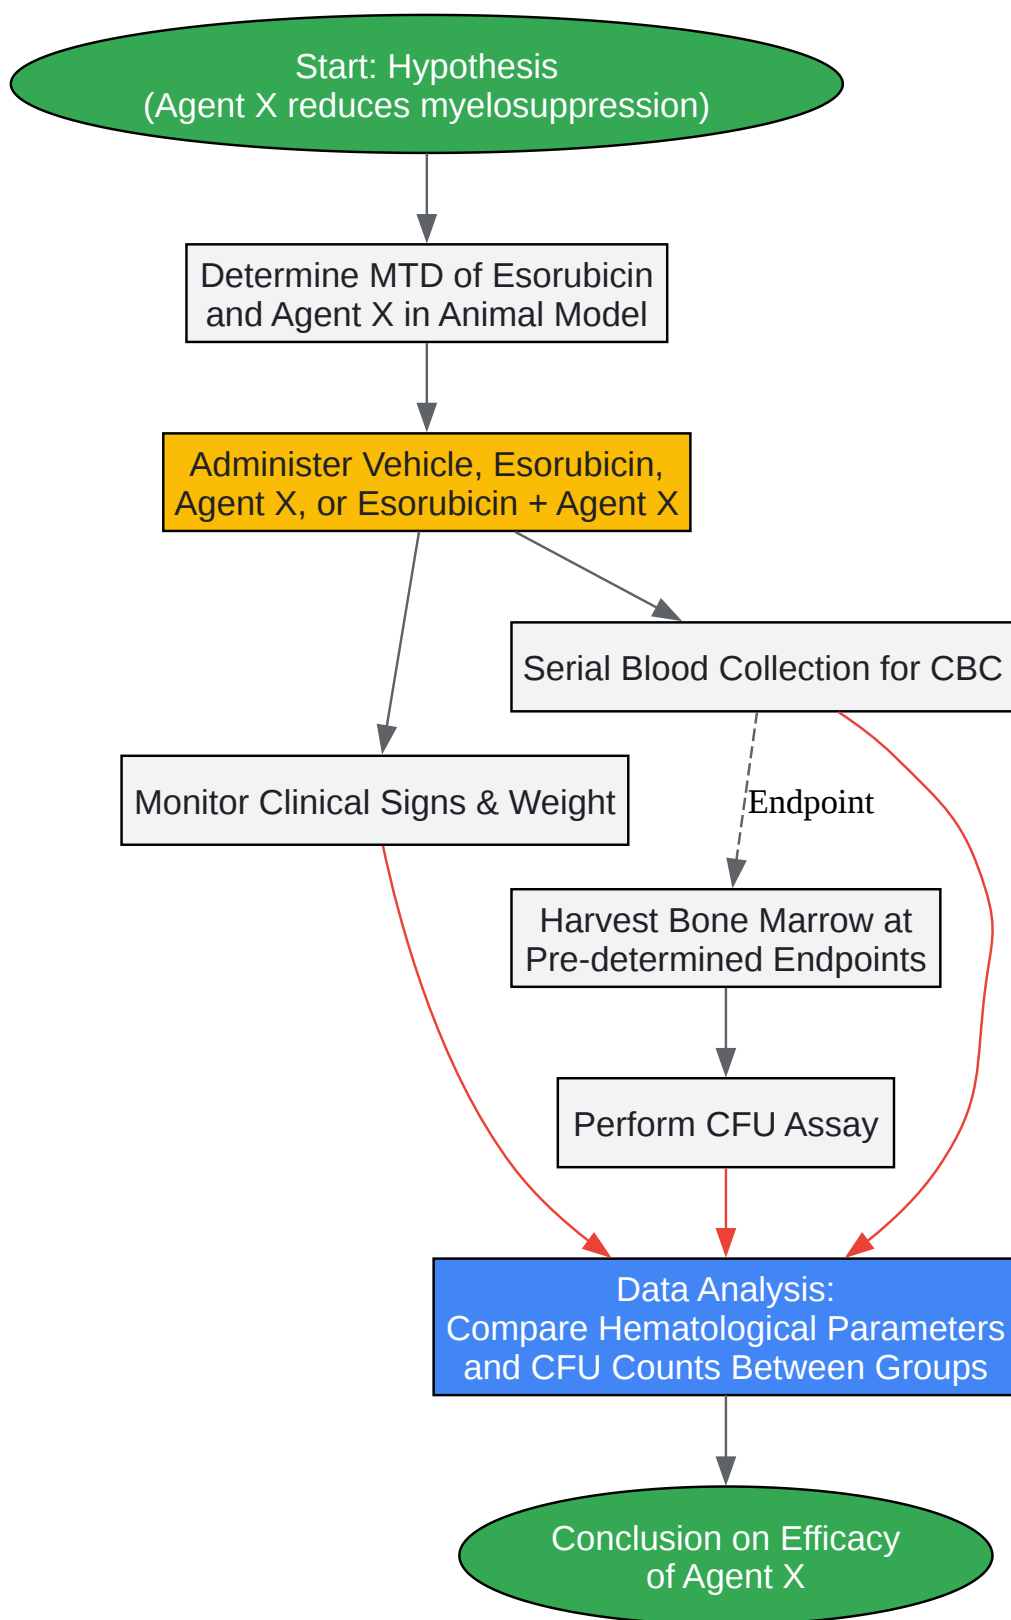 Start: Hypothesis
(Agent X reduces myelosuppression)
Determine MTD of Esorubicin
and Agent X in Animal Model
Administer Vehicle, Esorubicin,
Agent X, or Esorubicin + Agent X
Serial Blood Collection for CBC
Monitor Clinical Signs & Weight
Endpoint
Harvest Bone Marrow at
Pre-determined Endpoints
Perform CFU Assay
Data Analysis:
Compare Hematological Parameters
and CFU Counts Between Groups
Conclusion on Efficacy
of Agent X